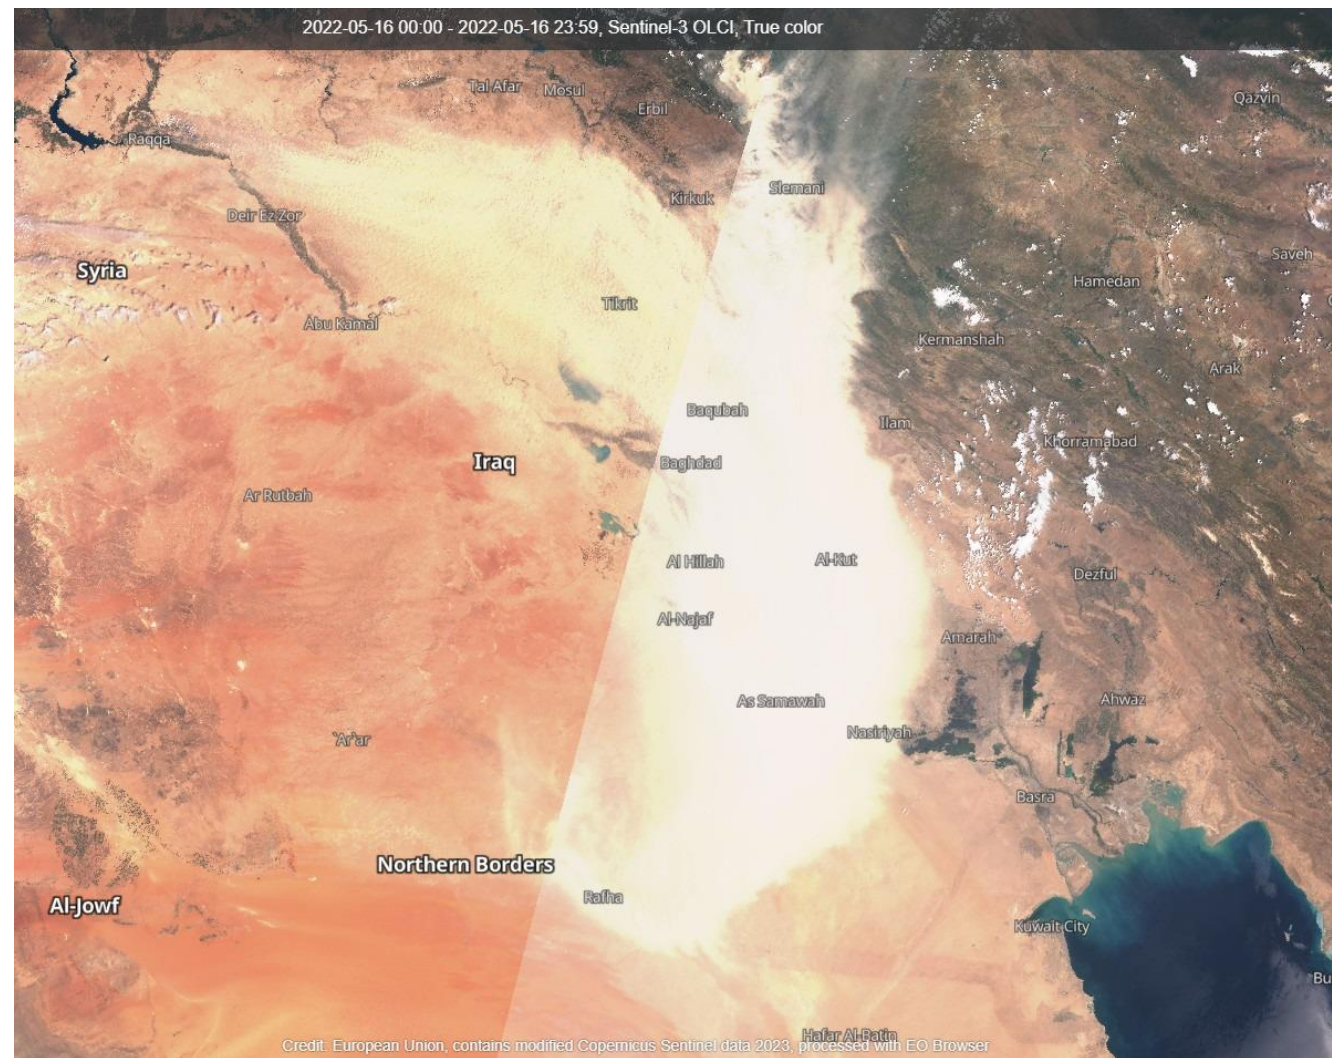 2022-05-16 00:00 - 2022-05-16 23:59, Sentinel-3 OLCI, True color
Tal Afar
Mosul
Erbil
Qazvin
Raqqa
Kirkuk
Slemani
Deir Ez Zor
Syria
Saveh
Hamedan
Tikrit
Abu Kamal
Kermanshah
Arak
Baqubah
Ilam
Khorramabad
Iraq
Baghdad
Ar Rutbah
Al Hillah
Al-Kut
Dezful
Al-Najaf
Amarah
As Samawah
Ahwaz
Nasiriyah
`Ar'ar
Basra
Northern Borders
Rafha
Al-Jowf
Kuwait City
Bu
Hafar Al-Batin
Credit: European Union, contains modified Copernicus Sentinel data 2023, processed with EO Browser